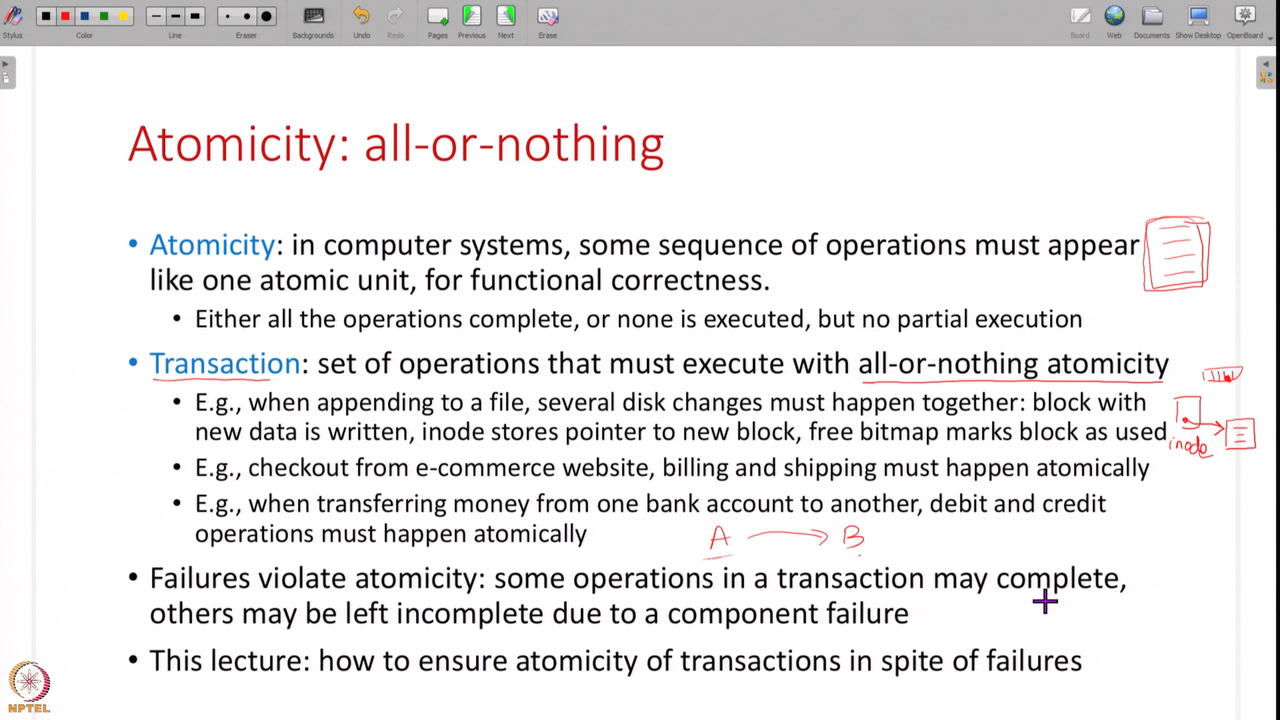 Stylus
Color
Line
Eraser
Backgrounds
Undo
Redo
Pages
Previous
Next
Erase
Board
Web
Documents
Show Desktop
OpenBoard
Atomicity: all-or-nothing
• Atomicity: in computer systems, some sequence of operations must appear
like one atomic unit, for functional correctness.
• Either all the operations complete, or none is executed, but no partial execution
• Transaction: set of operations that must execute with all-or-nothing atomicity
• E.g., when appending to a file, several disk changes must happen together: block with
new data is written, inode stores pointer to new block, free bitmap marks block as used
inode
• E.g., checkout from e-commerce website, billing and shipping must happen atomically
• E.g., when transferring money from one bank account to another, debit and credit
operations must happen atomically
A → B
• Failures violate atomicity: some operations in a transaction may complete,
others may be left incomplete due to a component failure
• This lecture: how to ensure atomicity of transactions in spite of failures
NPTEL